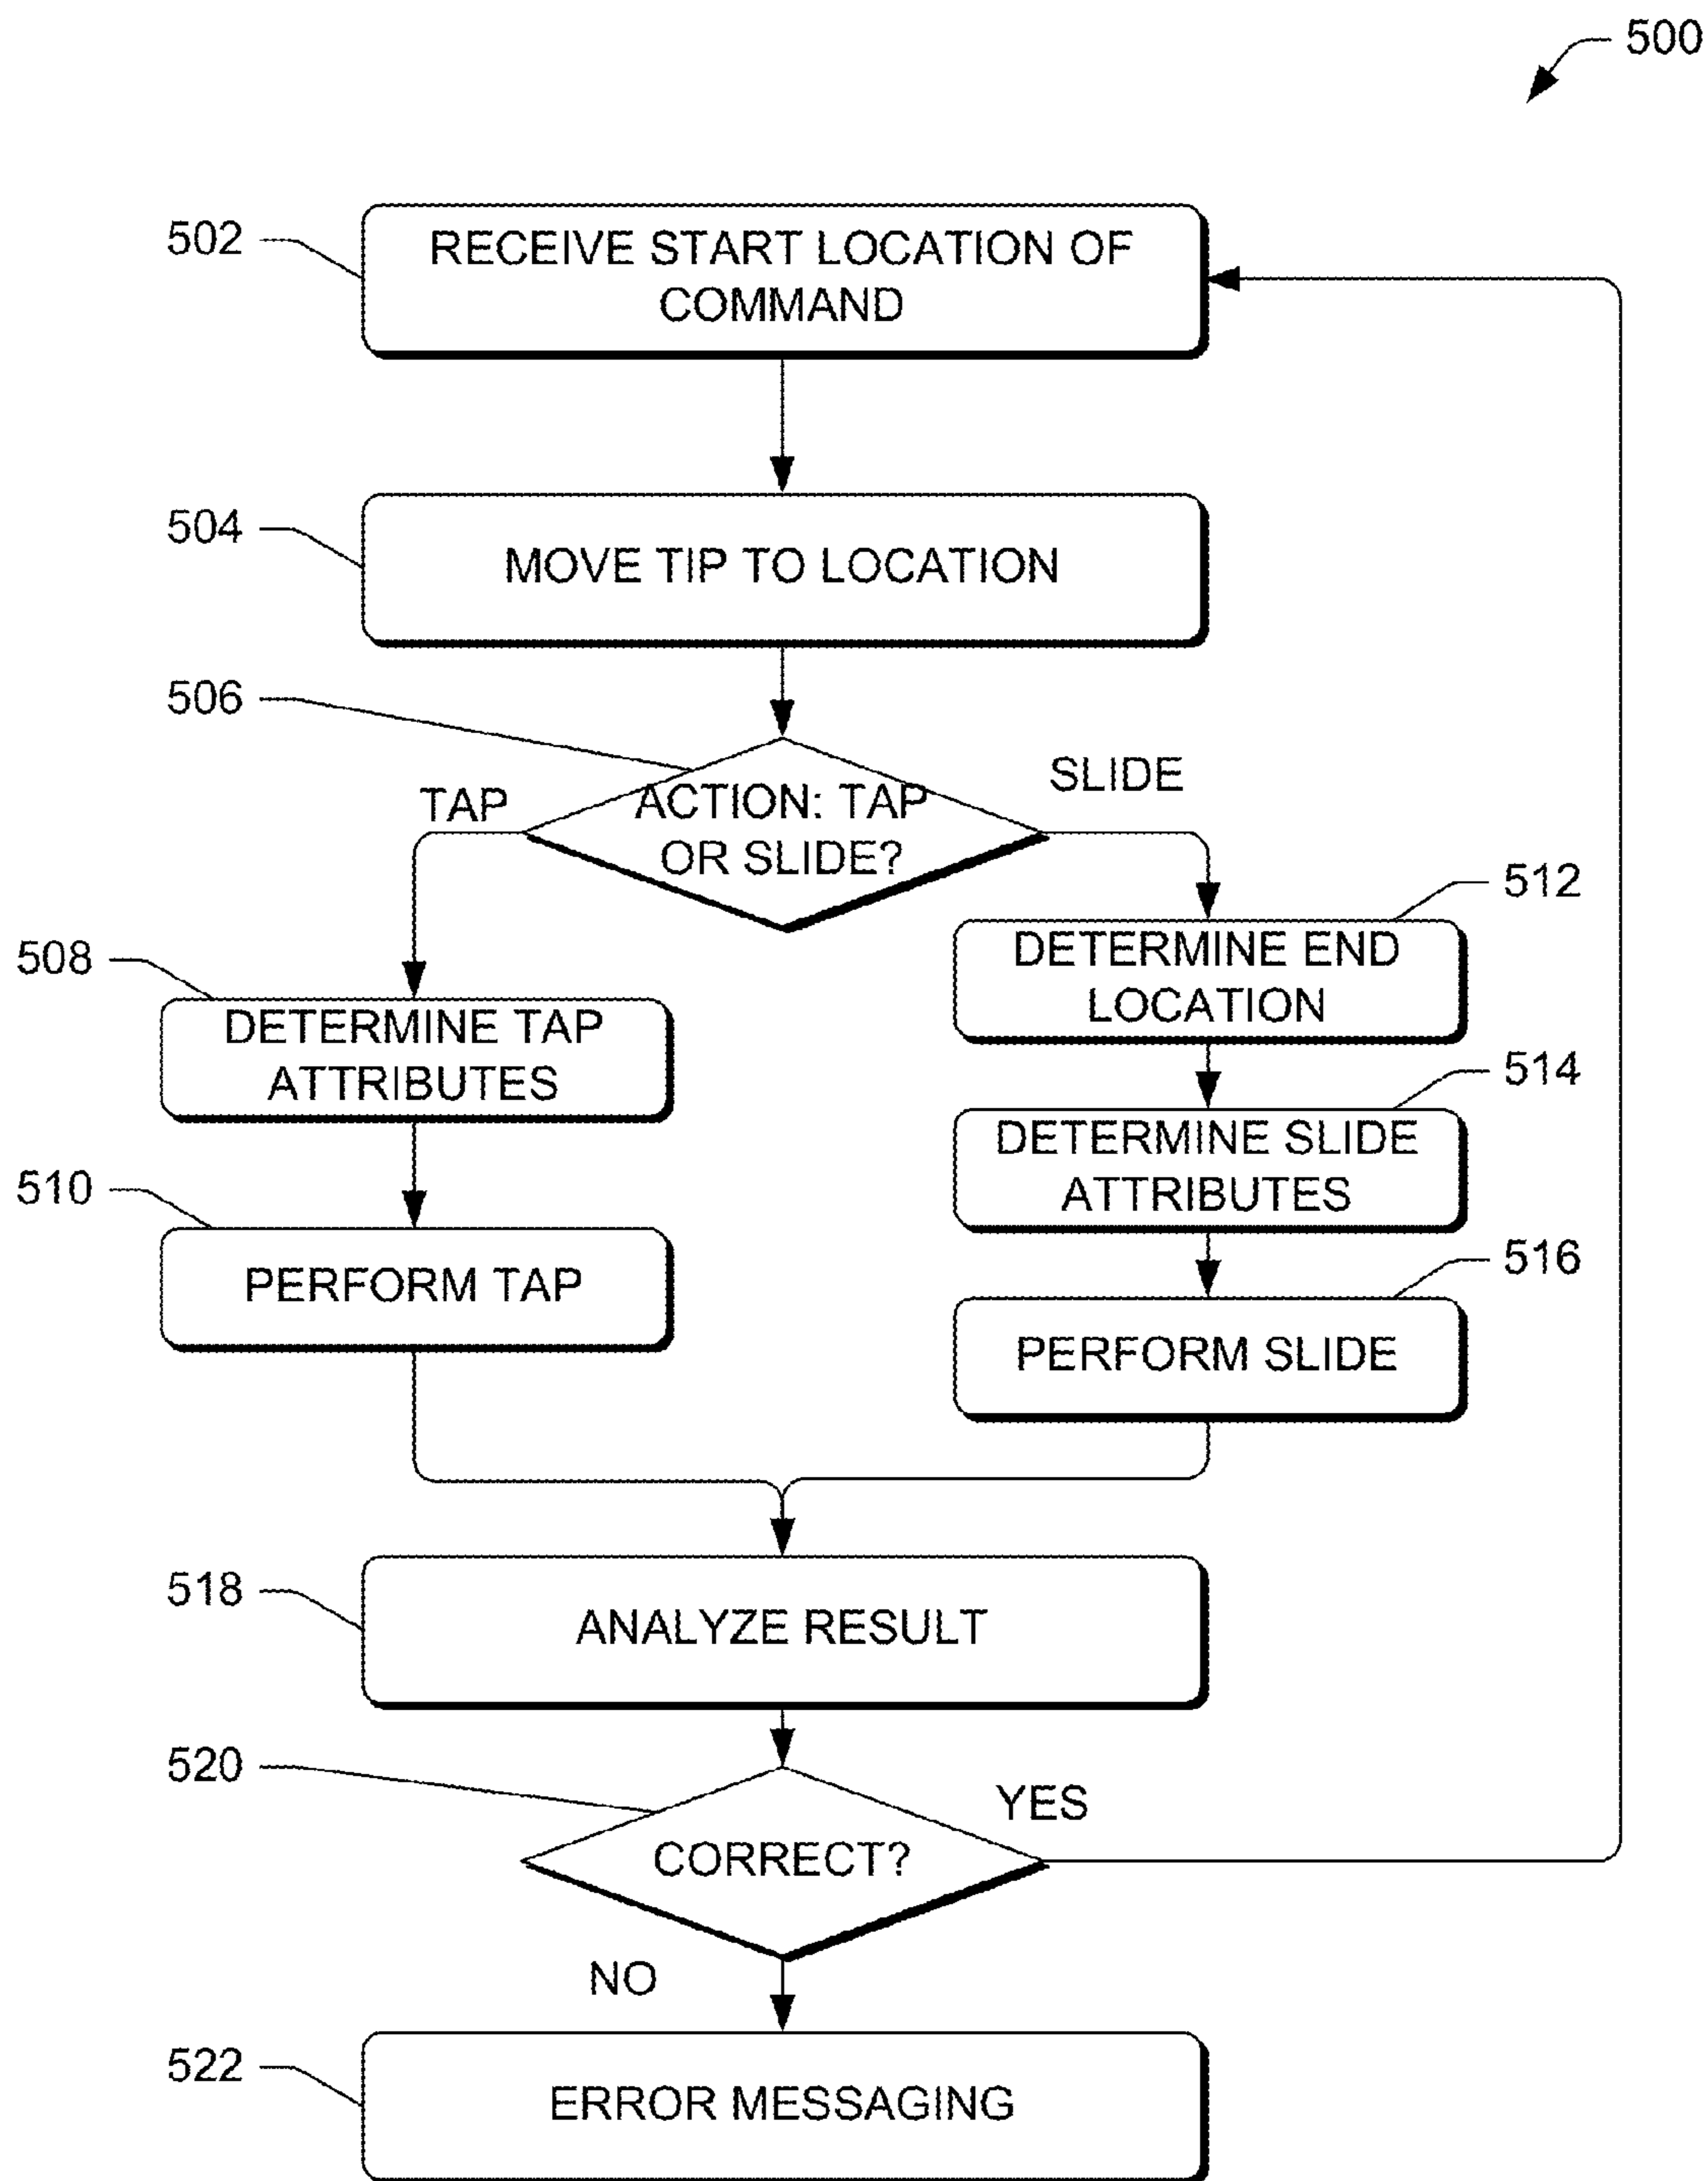 500
502
RECEIVE START LOCATION OF
COMMAND
504
MOVE TIP TO LOCATION
506
ACTION: TAP
OR SLIDE?
TAP
SLIDE
508
DETERMINE TAP
ATTRIBUTES
510
PERFORM TAP
512
DETERMINE END
LOCATION
514
DETERMINE SLIDE
ATTRIBUTES
516
PERFORM SLIDE
518
ANALYZE RESULT
520
CORRECT?
YES
NO
522
ERROR MESSAGING